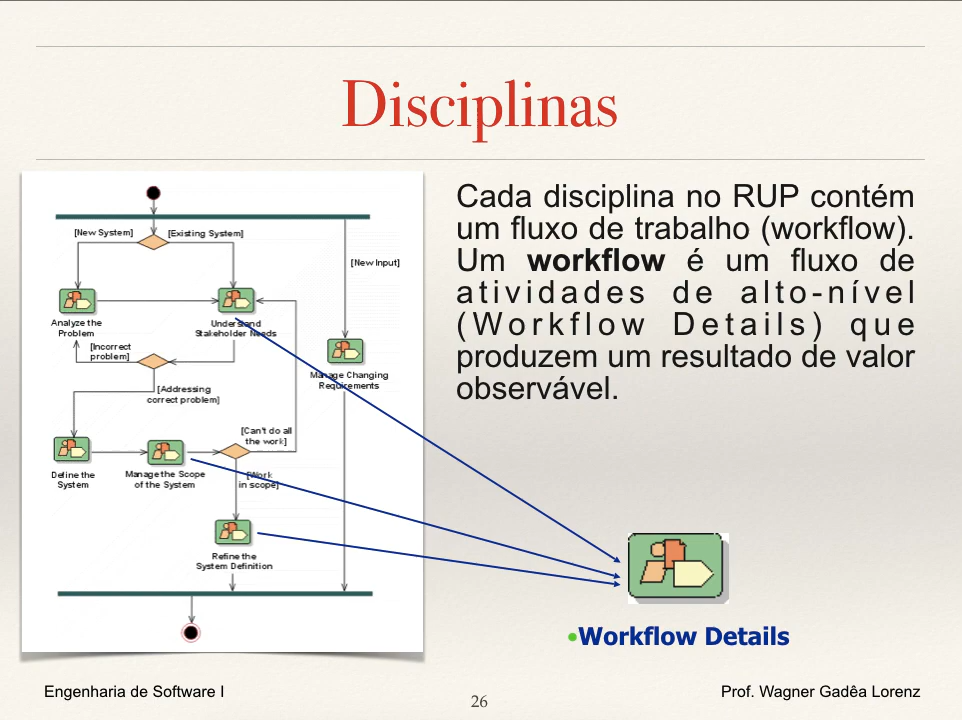 Disciplinas
[New System]
[Existing System]
[New Input]
Analyze the
Problem
Understand
Stakeholder Needs
[Incorrect
problem]
Manage Changing
Requirements
[Addressing
correct problem]
[Can't do all
the work]
Define the
System
Manage the Scope
of the System
[Work
in scope]
Refine the
System Definition
Cada disciplina no RUP contém
um fluxo de trabalho (workflow).
Um workflow é um fluxo de
atividades de alto-nível
(Workflow Details) que
produzem um resultado de valor
observável.
•Workflow Details
Engenharia de Software I
26
Prof. Wagner Gadêa Lorenz